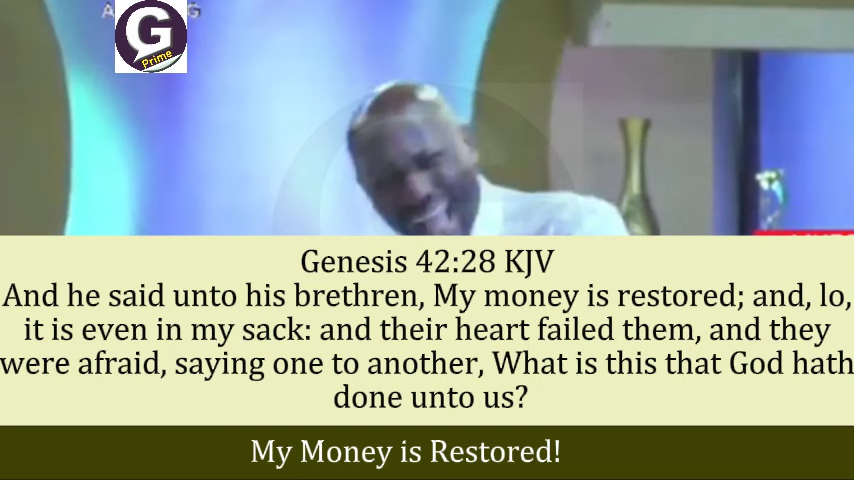 G
Prime
Genesis 42:28 KJV
And he said unto his brethren, My money is restored; and, lo,
it is even in my sack: and their heart failed them, and they
were afraid, saying one to another, What is this that God hath
done unto us?
My Money is Restored!